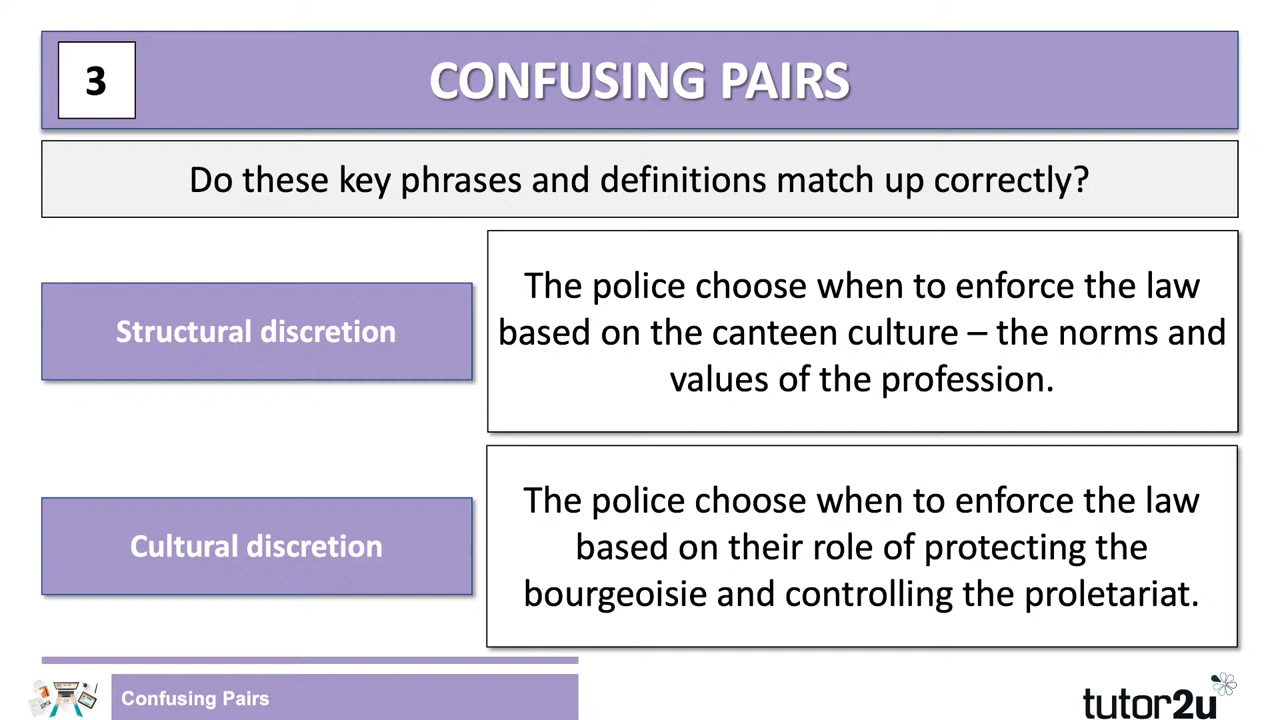 3
CONFUSING PAIRS
Do these key phrases and definitions match up correctly?
Structural discretion
The police choose when to enforce the law
based on the canteen culture – the norms and
values of the profession.
Cultural discretion
The police choose when to enforce the law
based on their role of protecting the
bourgeoisie and controlling the proletariat.
Confusing Pairs
tutor2u